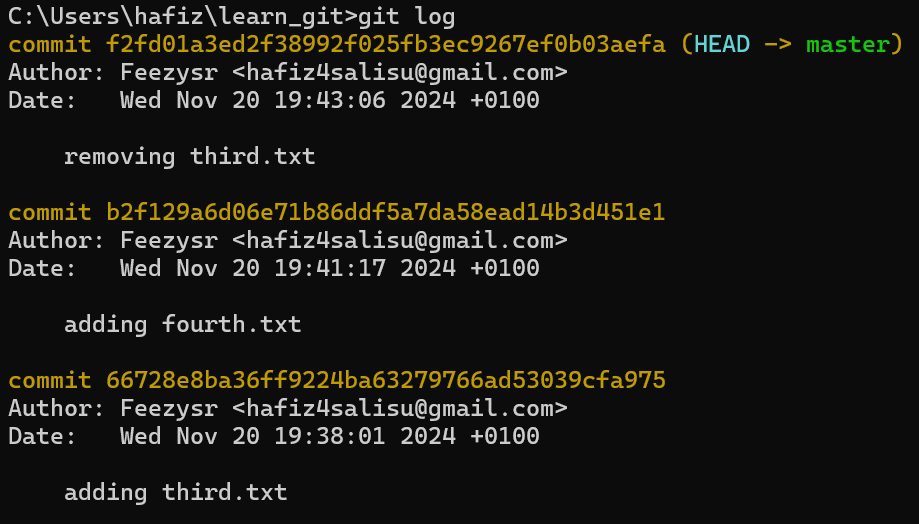 C:\Users\hafiz\learn_git>git log
commit f2fd01a3ed2f38992f025fb3ec9267ef0b03aefa (HEAD -> master)
Author: Feezysr <hafiz4salisu@gmail.com>
Date:   Wed Nov 20 19:43:06 2024 +0100
    removing third.txt
commit b2f129a6d06e71b86ddf5a7da58ead14b3d451e1
Author: Feezysr <hafiz4salisu@gmail.com>
Date:   Wed Nov 20 19:41:17 2024 +0100
    adding fourth.txt
commit 66728e8ba36ff9224ba63279766ad53039cfa975
Author: Feezysr <hafiz4salisu@gmail.com>
Date:   Wed Nov 20 19:38:01 2024 +0100
    adding third.txt